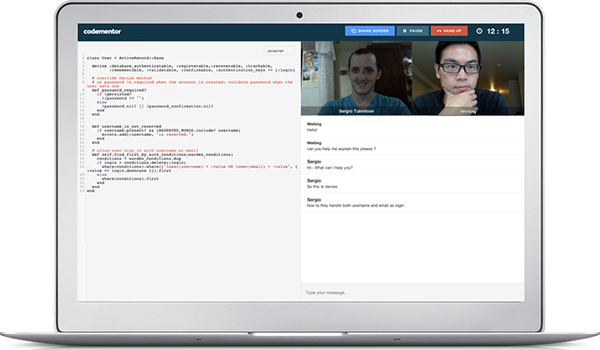 codementor
SHARE SCREEN
PAUSE
HANG UP
12 : 15
Javascript
class User < ActiveRecord::Base
devise :database_authenticatable, :registerable,:recoverable, :trackable,
:rememberable, :validatable, :confirmable, :authentication_keys => [:login]
# override Devise method
# no password is required when the account is created; validate password when the
user sets one
def password_required?
if !persisted?
!(password != "")
else
!password.nil? || !password_confirmation.nil?
end
end
def username_is_not_reserved
if username.present? && RESERVED_WORDS.include? username
errors.add(:username, "is reserved.")
end
end
# allow user sign_in with username or email
def self.find_first_by_auth_conditions(warden_conditions)
conditions = warden_conditions.dup
if login = conditions.delete(:login)
where(conditions).where(["lower(username) = :value OR lower(email) = :value", {
:value => login.downcase }]).first
else
where(conditions).first
end
end
end
Sergio Tulentsev
Weiting
Weiting
Hello!
Weiting
can you help me explain this please ?
Sergio
Hi~ What can I help you?
Sergio
So this is devise
Sergio
how to they handle both username and email as login
Type your message..